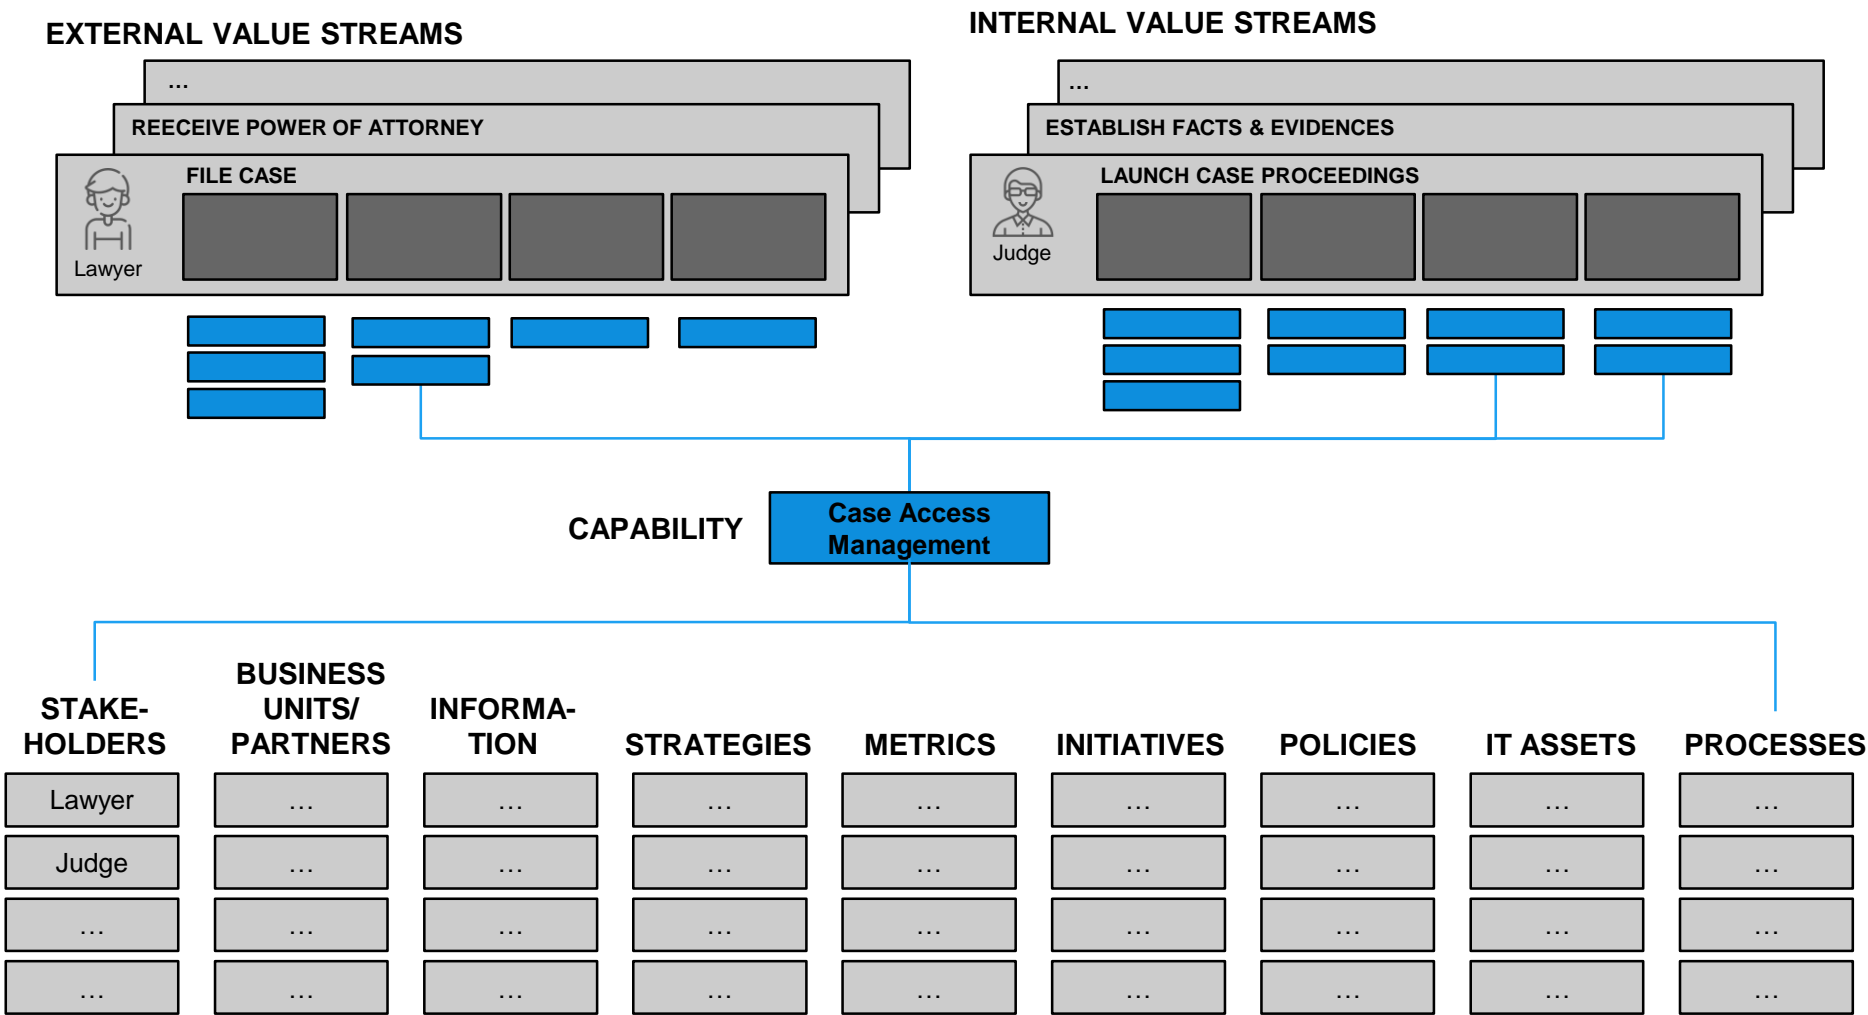 EXTERNAL VALUE STREAMS
INTERNAL VALUE STREAMS
...
REECEIVE POWER OF ATTORNEY
FILE CASE
Lawyer
...
ESTABLISH FACTS & EVIDENCES
LAUNCH CASE PROCEEDINGS
Judge
CAPABILITY
Case Access
Management
STAKE-
HOLDERS
BUSINESS
UNITS/
PARTNERS
INFORMA-
TION
STRATEGIES
METRICS
INITIATIVES
POLICIES
IT ASSETS
PROCESSES
Lawyer ... ... ... ... ... ... ... ...
Judge ... ... ... ... ... ... ... ...
... ... ... ... ... ... ... ... ...
... ... ... ... ... ... ... ... ...